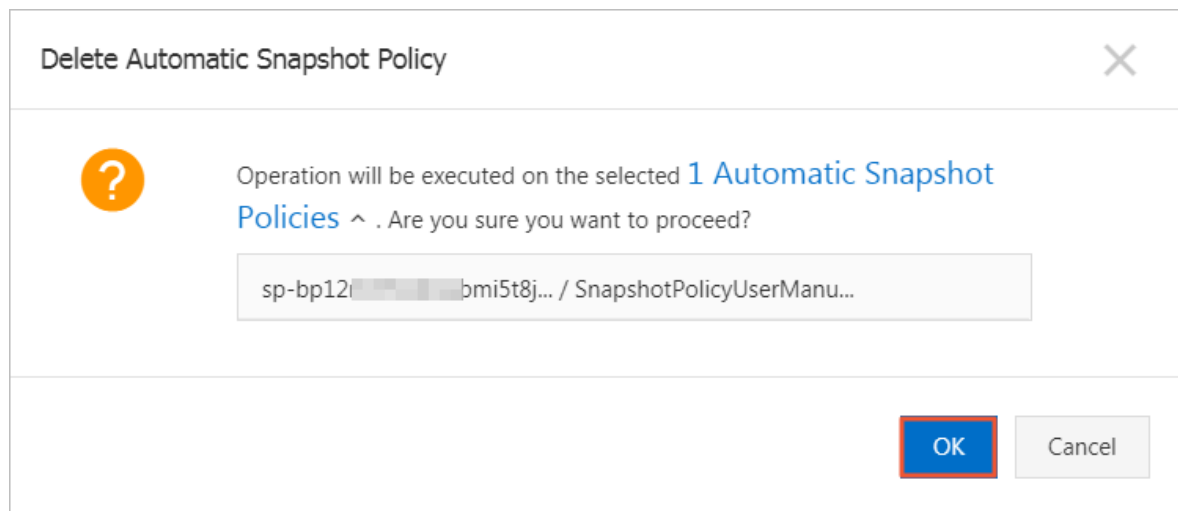 Delete Automatic Snapshot Policy
Operation will be executed on the selected 1 Automatic Snapshot
Policies ^ . Are you sure you want to proceed?
/ SnapshotPolicyUserManu...
OK
Cancel